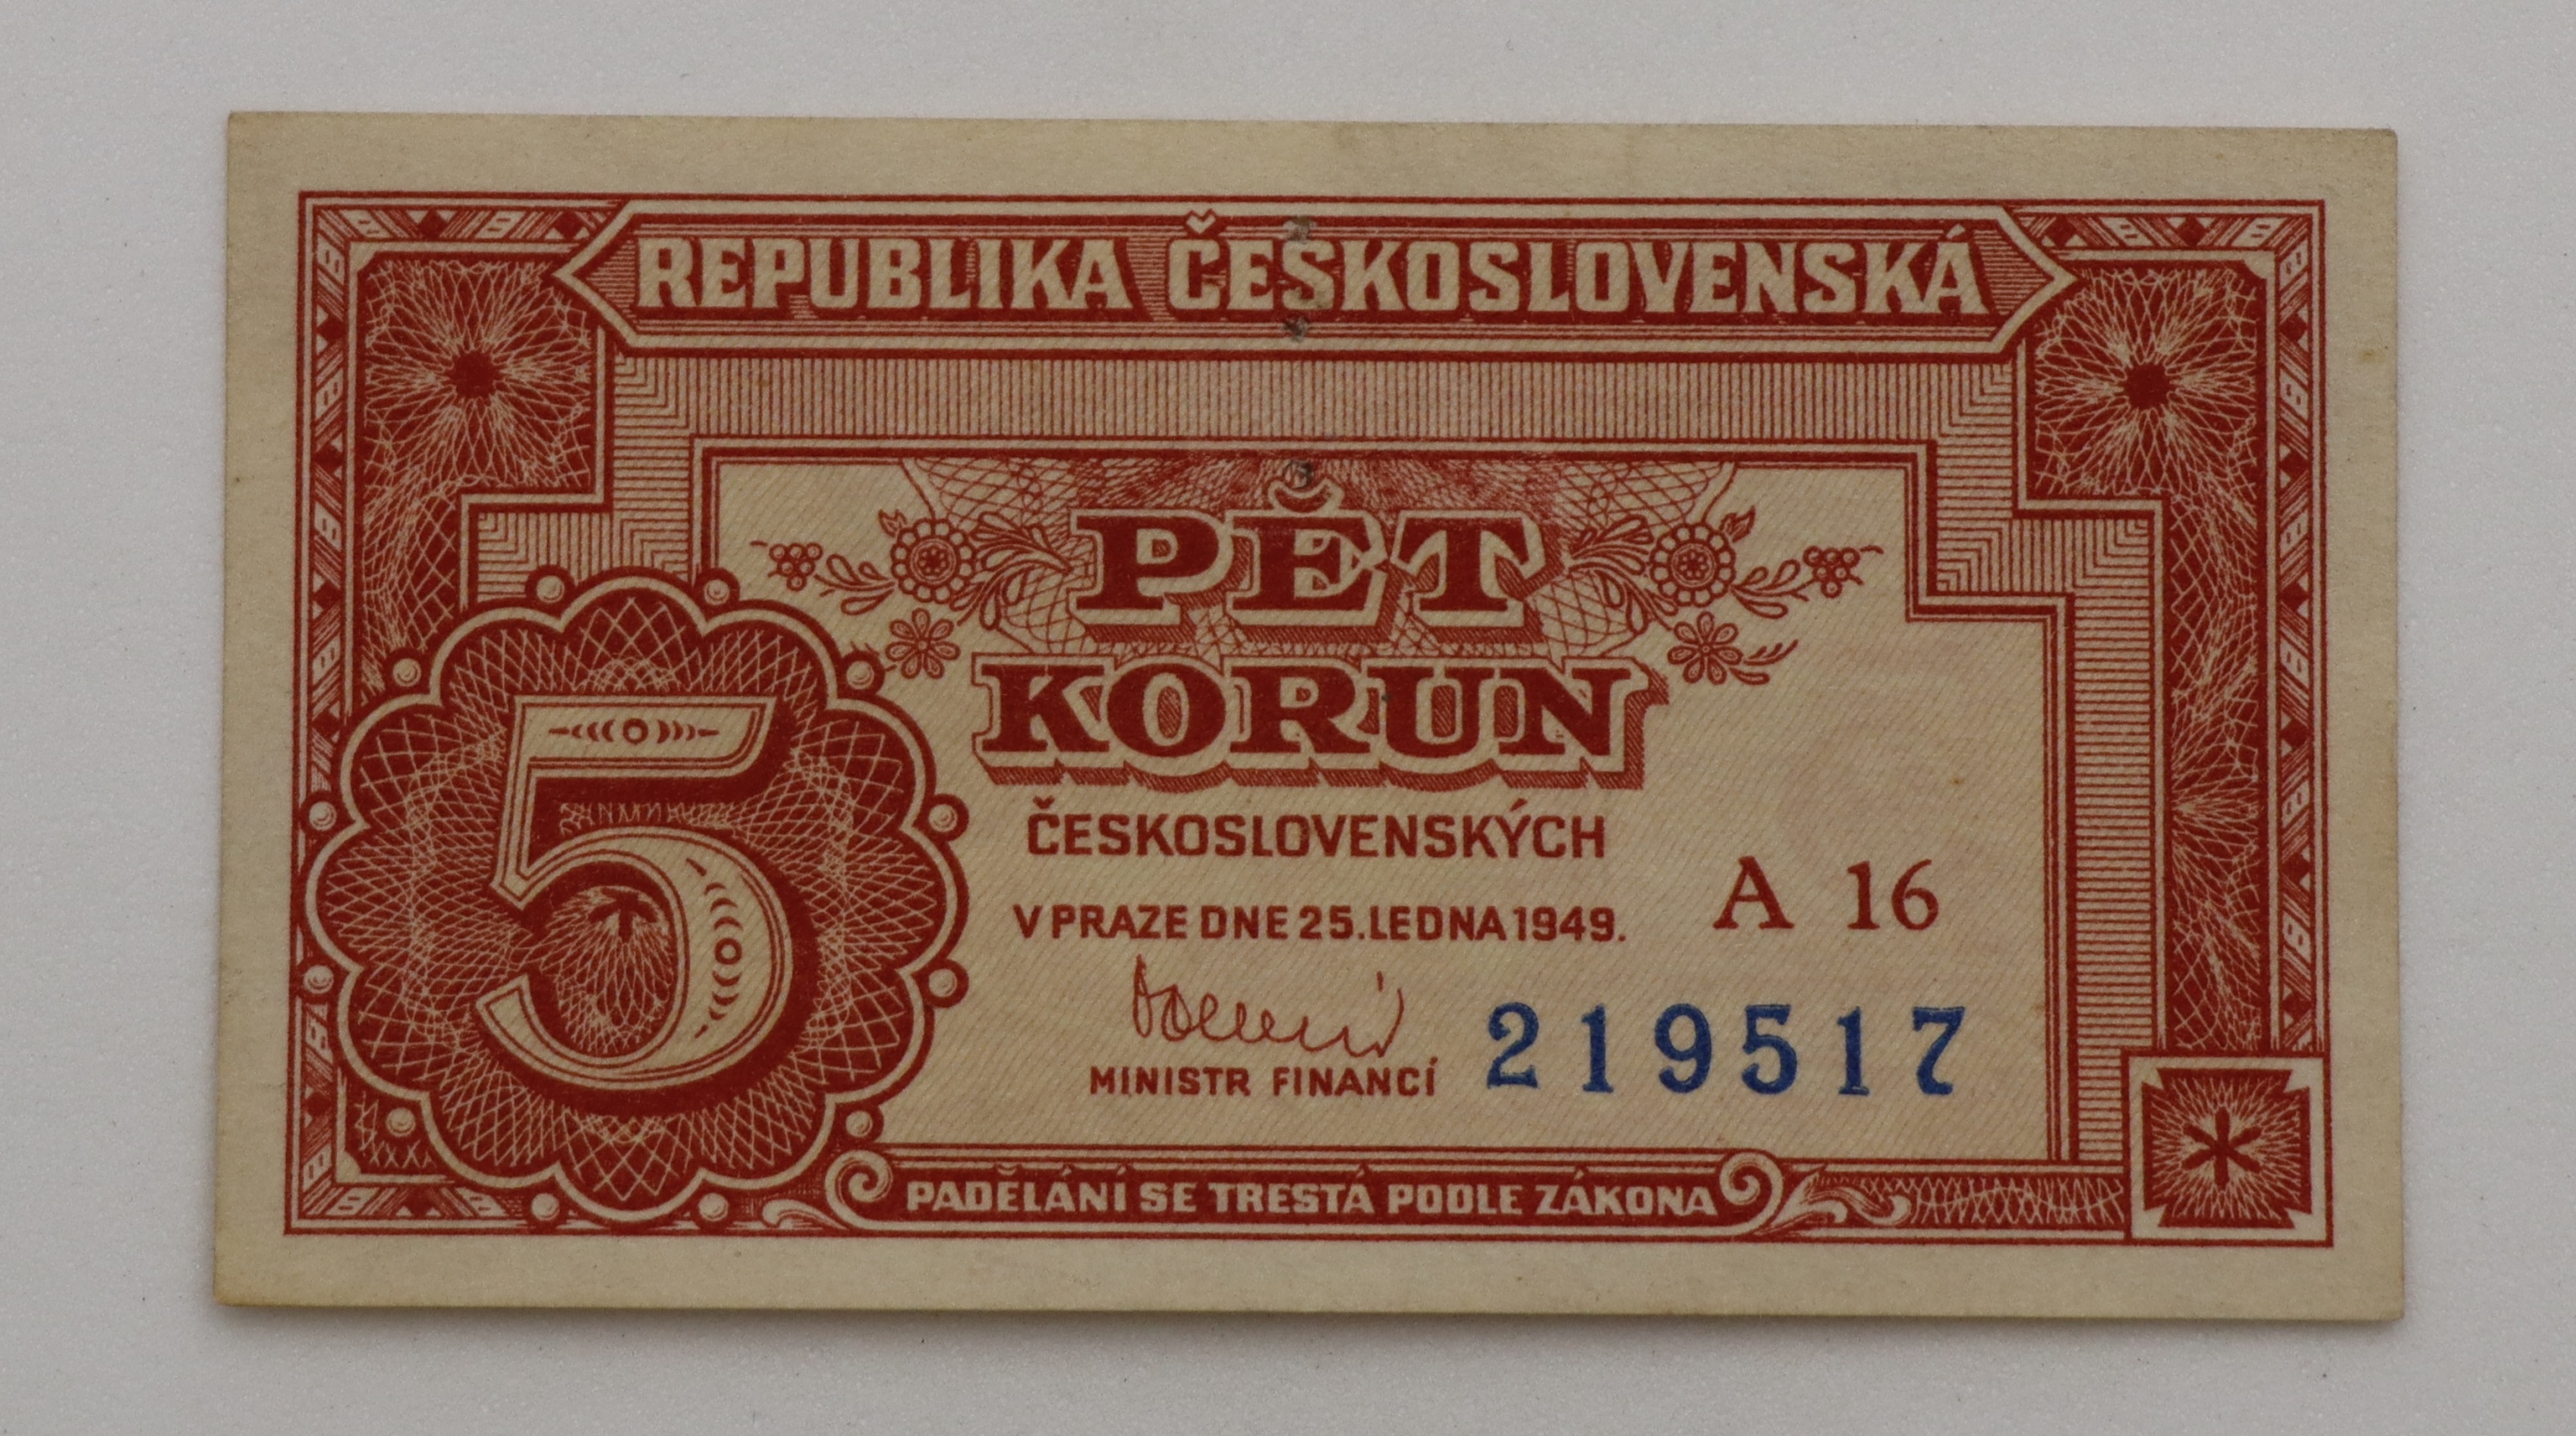 REPUBLIKA ČESKOSLOVENSKÁ
PĚT
KORUN
5
ČESKOSLOVENSKÝCH
V PRAZE DNE 25. LEDNA 1949.
A 16
219517
MINISTR FINANCÍ
PADĚLÁNÍ SE TRESTÁ PODLE ZÁKONA